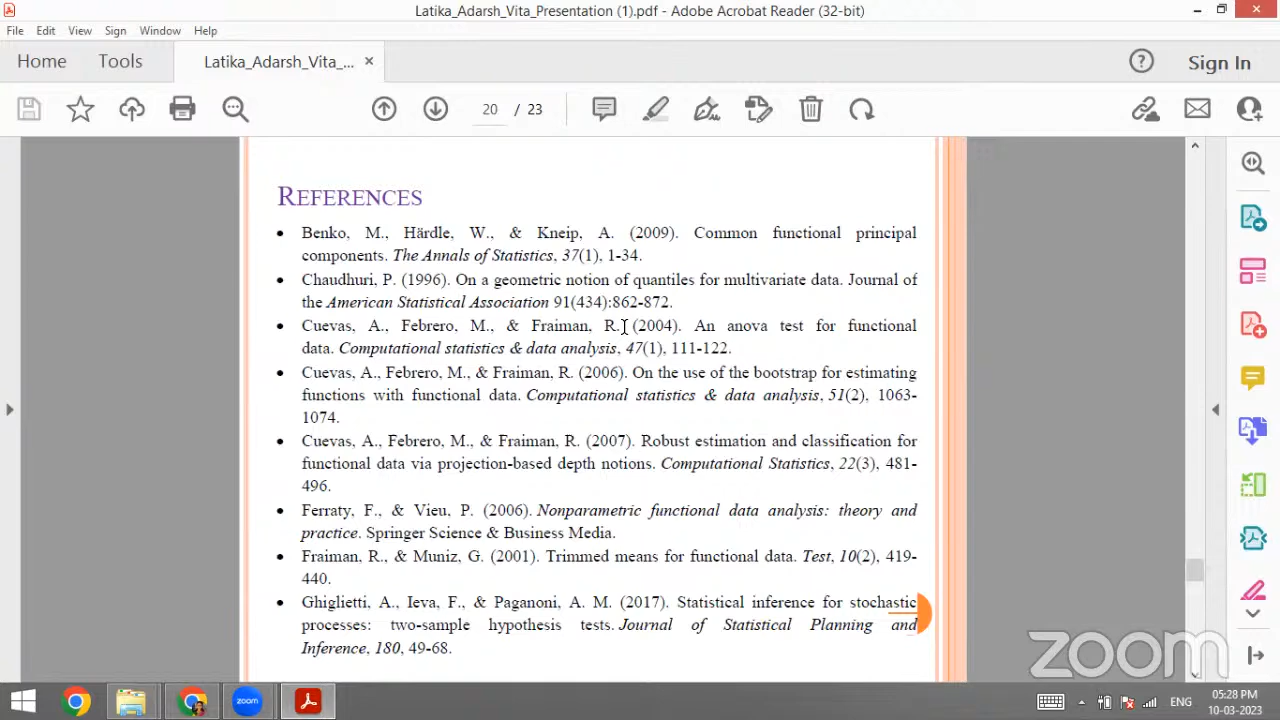 Latika_Adarsh_Vita_Presentation (1).pdf - Adobe Acrobat Reader (32-bit)
File Edit View Sign Window Help
Home Tools Latika_Adarsh_Vita_... × Sign In
20 / 23
REFERENCES
• Benko, M., Härdle, W., & Kneip, A. (2009). Common functional principal
components. The Annals of Statistics, 37(1), 1-34.
• Chaudhuri, P. (1996). On a geometric notion of quantiles for multivariate data. Journal of
the American Statistical Association 91(434):862-872.
• Cuevas, A., Febrero, M., & Fraiman, R. (2004). An anova test for functional
data. Computational statistics & data analysis, 47(1), 111-122.
• Cuevas, A., Febrero, M., & Fraiman, R. (2006). On the use of the bootstrap for estimating
functions with functional data. Computational statistics & data analysis, 51(2), 1063-
1074.
• Cuevas, A., Febrero, M., & Fraiman, R. (2007). Robust estimation and classification for
functional data via projection-based depth notions. Computational Statistics, 22(3), 481-
496.
• Ferraty, F., & Vieu, P. (2006). Nonparametric functional data analysis: theory and
practice. Springer Science & Business Media.
• Fraiman, R., & Muniz, G. (2001). Trimmed means for functional data. Test, 10(2), 419-
440.
• Ghiglietti, A., Ieva, F., & Paganoni, A. M. (2017). Statistical inference for stochastic
processes: two-sample hypothesis tests. Journal of Statistical Planning and
Inference, 180, 49-68.
zoom
zoom
ENG
05:28 PM
10-03-2023